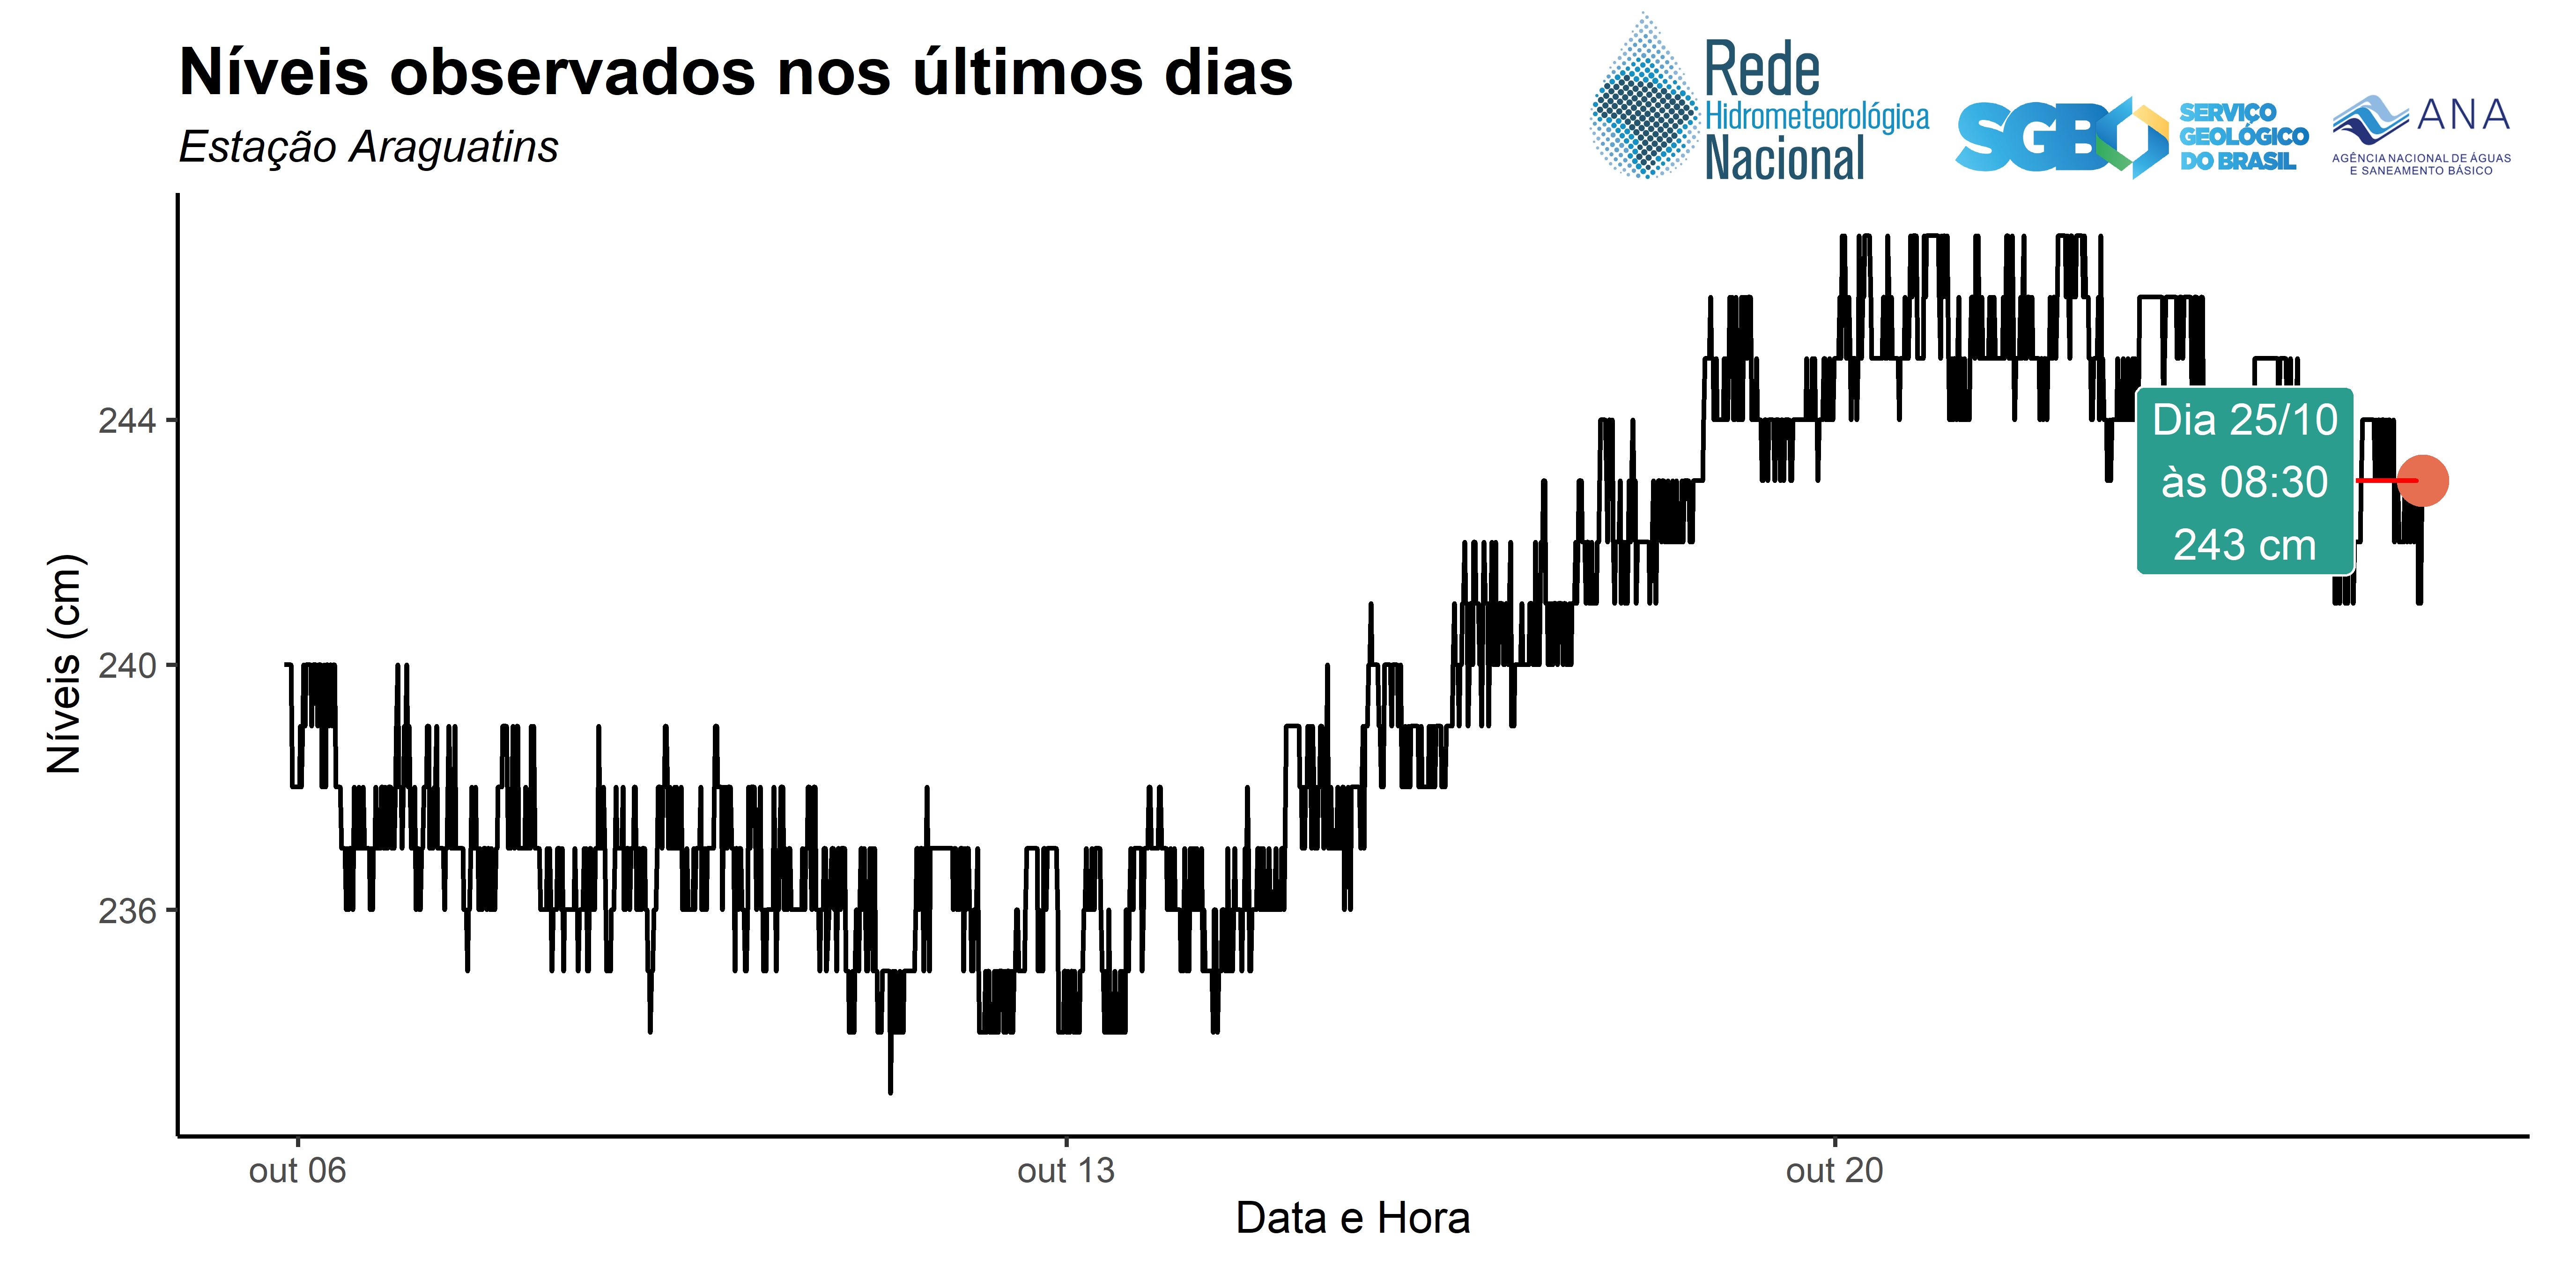 Níveis observados nos últimos dias
Estação Araguatins
Rede
Hidrometeorológica
Nacional
SGB
SERVIÇO
GEOLÓGICO
DO BRASIL
ANA
AGÊNCIA NACIONAL DE ÁGUAS
E SANEAMENTO BÁSICO
Níveis (cm)
244
240
236
Dia 25/10
às 08:30
243 cm
out 06
out 13
out 20
Data e Hora